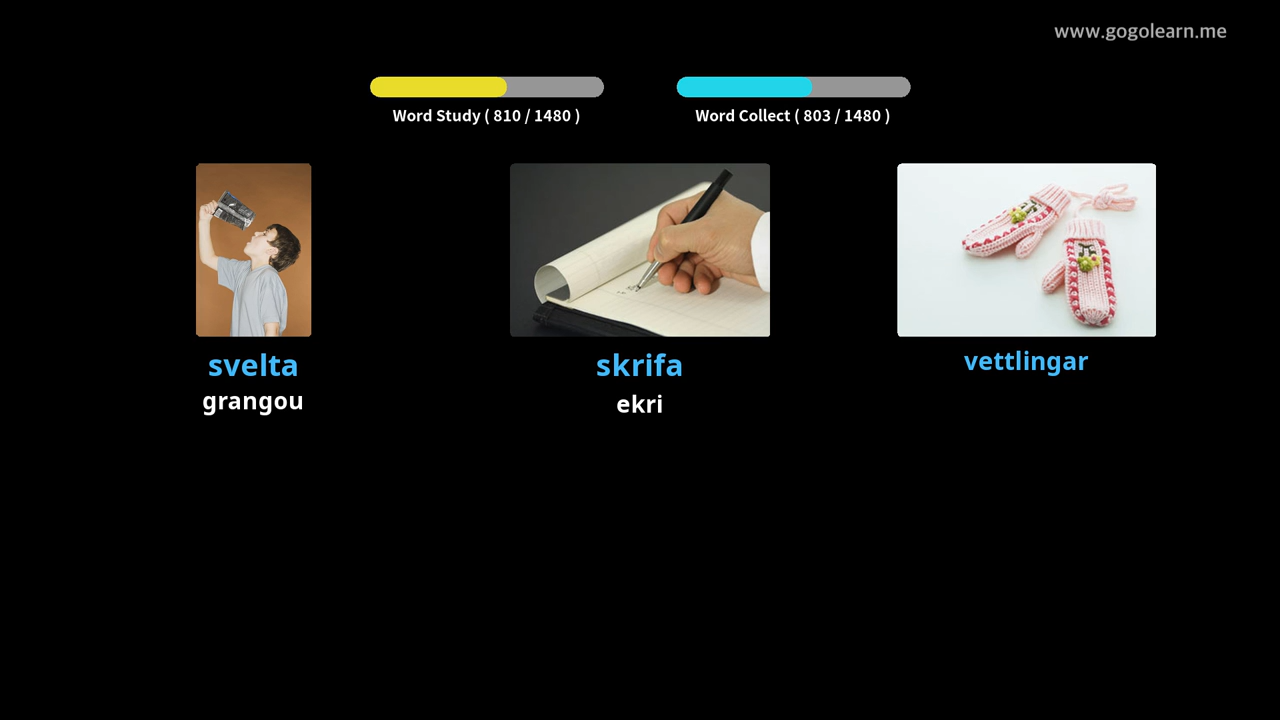 www.gogolearn.me
Word Study ( 810 / 1480 )
Word Collect ( 803 / 1480 )
svelta
grangou
skrifa
ekri
vettlingar